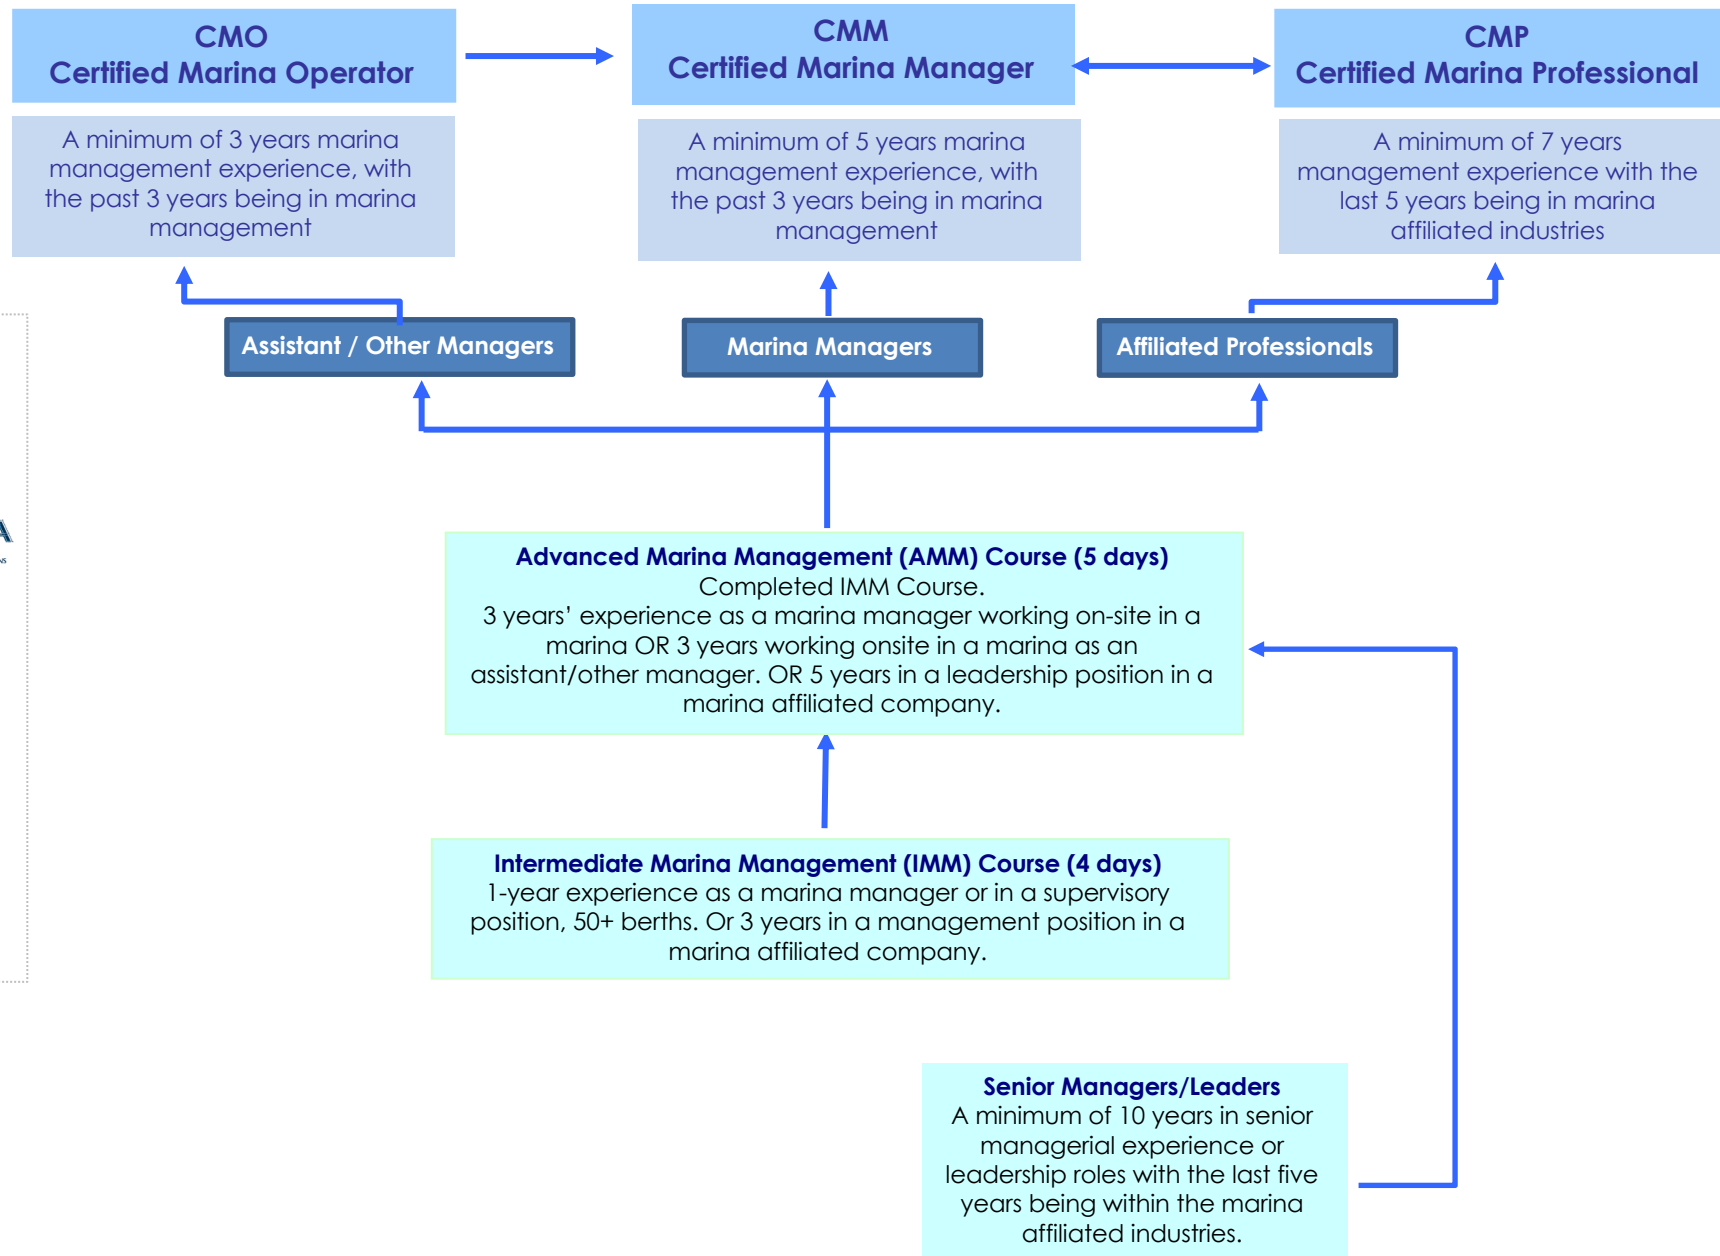 CMO
Certified Marina Operator
CMM
Certified Marina Manager
CMP
Certified Marina Professional
A minimum of 3 years marina
management experience, with
the past 3 years being in marina
management
A minimum of 5 years marina
management experience, with
the past 3 years being in marina
management
A minimum of 7 years
management experience with the
last 5 years being in marina
affiliated industries
Assistant / Other Managers
Marina Managers
Affiliated Professionals
Advanced Marina Management (AMM) Course (5 days)
Completed IMM Course.
3 years’ experience as a marina manager working on-site in a
marina OR 3 years working onsite in a marina as an
assistant/other manager. OR 5 years in a leadership position in a
marina affiliated company.
Intermediate Marina Management (IMM) Course (4 days)
1-year experience as a marina manager or in a supervisory
position, 50+ berths. Or 3 years in a management position in a
marina affiliated company.
Senior Managers/Leaders
A minimum of 10 years in senior
managerial experience or
leadership roles with the last five
years being within the marina
affiliated industries.